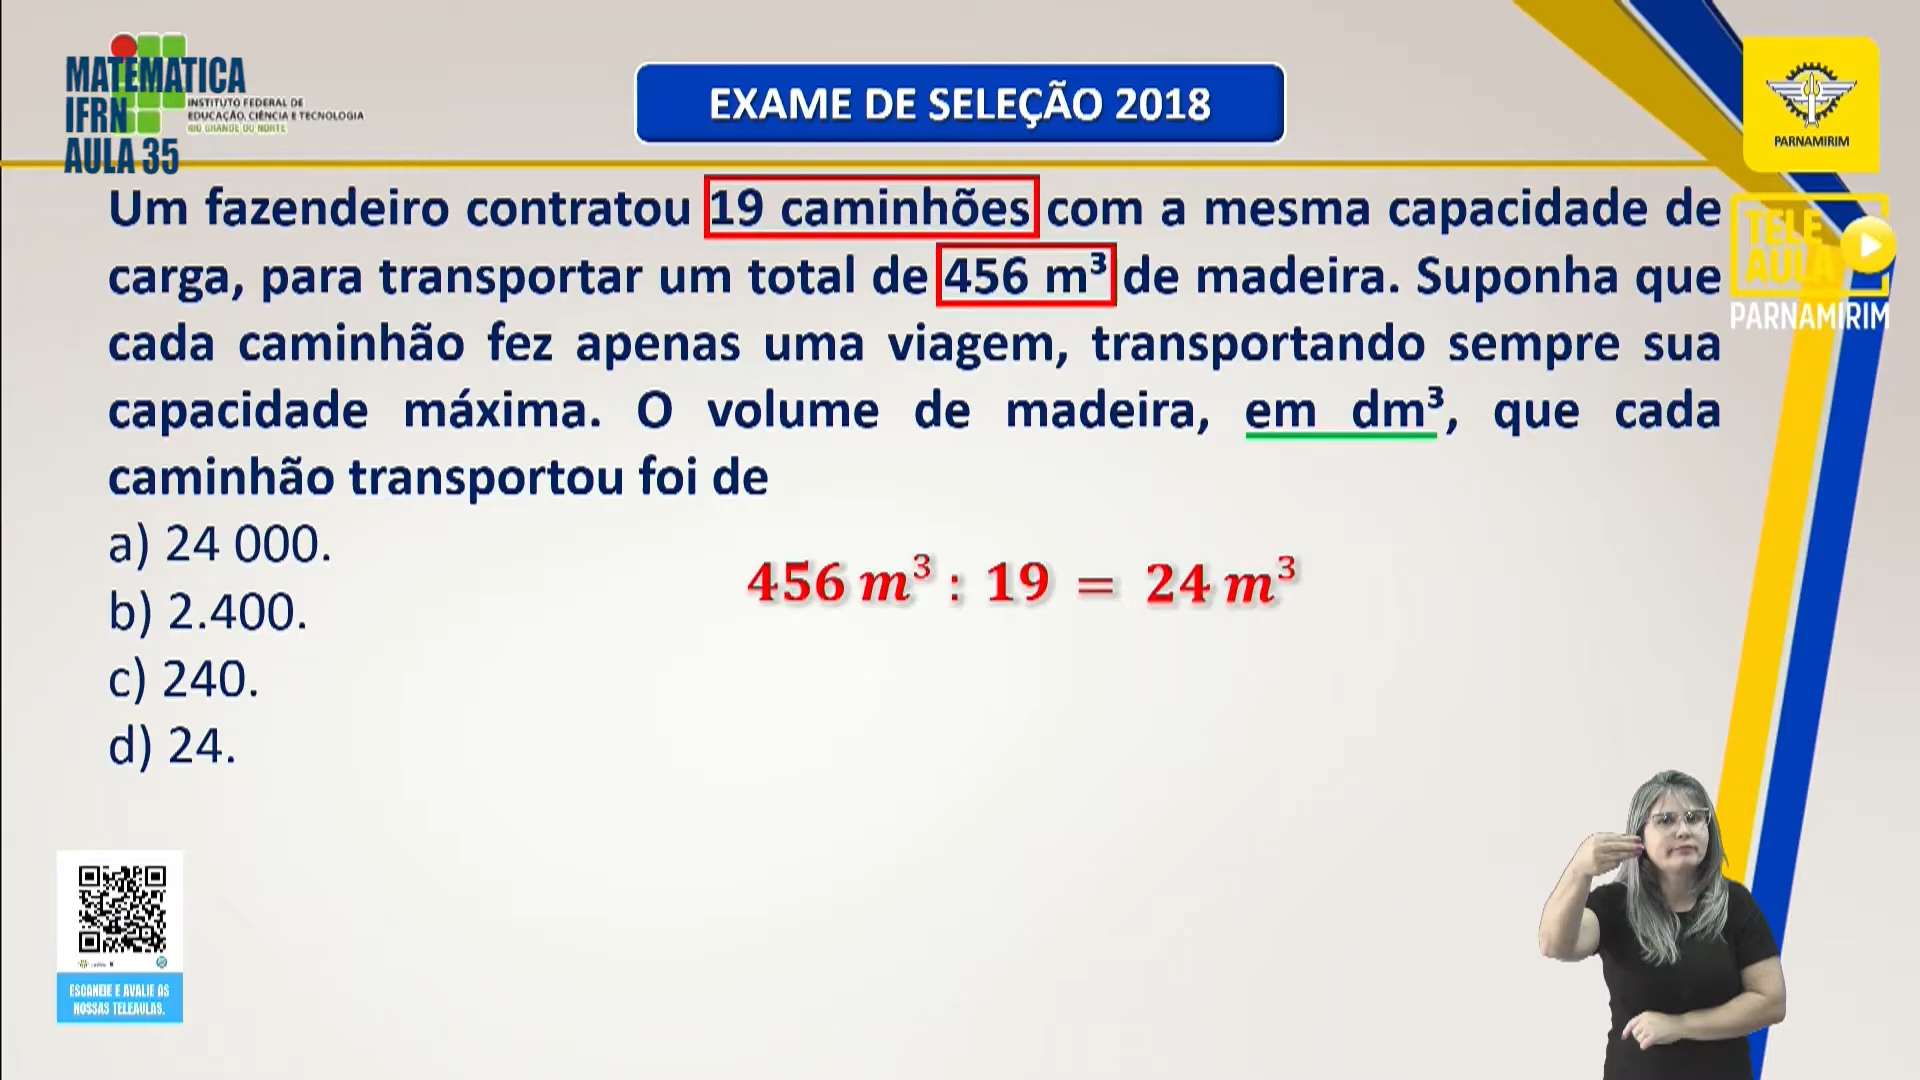 MATEMATICA
IFRN
AULA 35
INSTITUTO FEDERAL DE
EDUCAÇÃO, CIÊNCIA E TECNOLOGIA
RIO GRANDE DO NORTE
EXAME DE SELEÇÃO 2018
PARNAMIRIM
TELE
AULA
PARNAMIRIM
Um fazendeiro contratou 19 caminhões com a mesma capacidade de
carga, para transportar um total de 456 m³ de madeira. Suponha que
cada caminhão fez apenas uma viagem, transportando sempre sua
capacidade máxima. O volume de madeira, em dm³, que cada
caminhão transportou foi de
a) 24 000.
b) 2.400.
c) 240.
d) 24.
456 m³ : 19 = 24 m³
ESCANEIE E AVALIE AS
NOSSAS TELEAULAS.